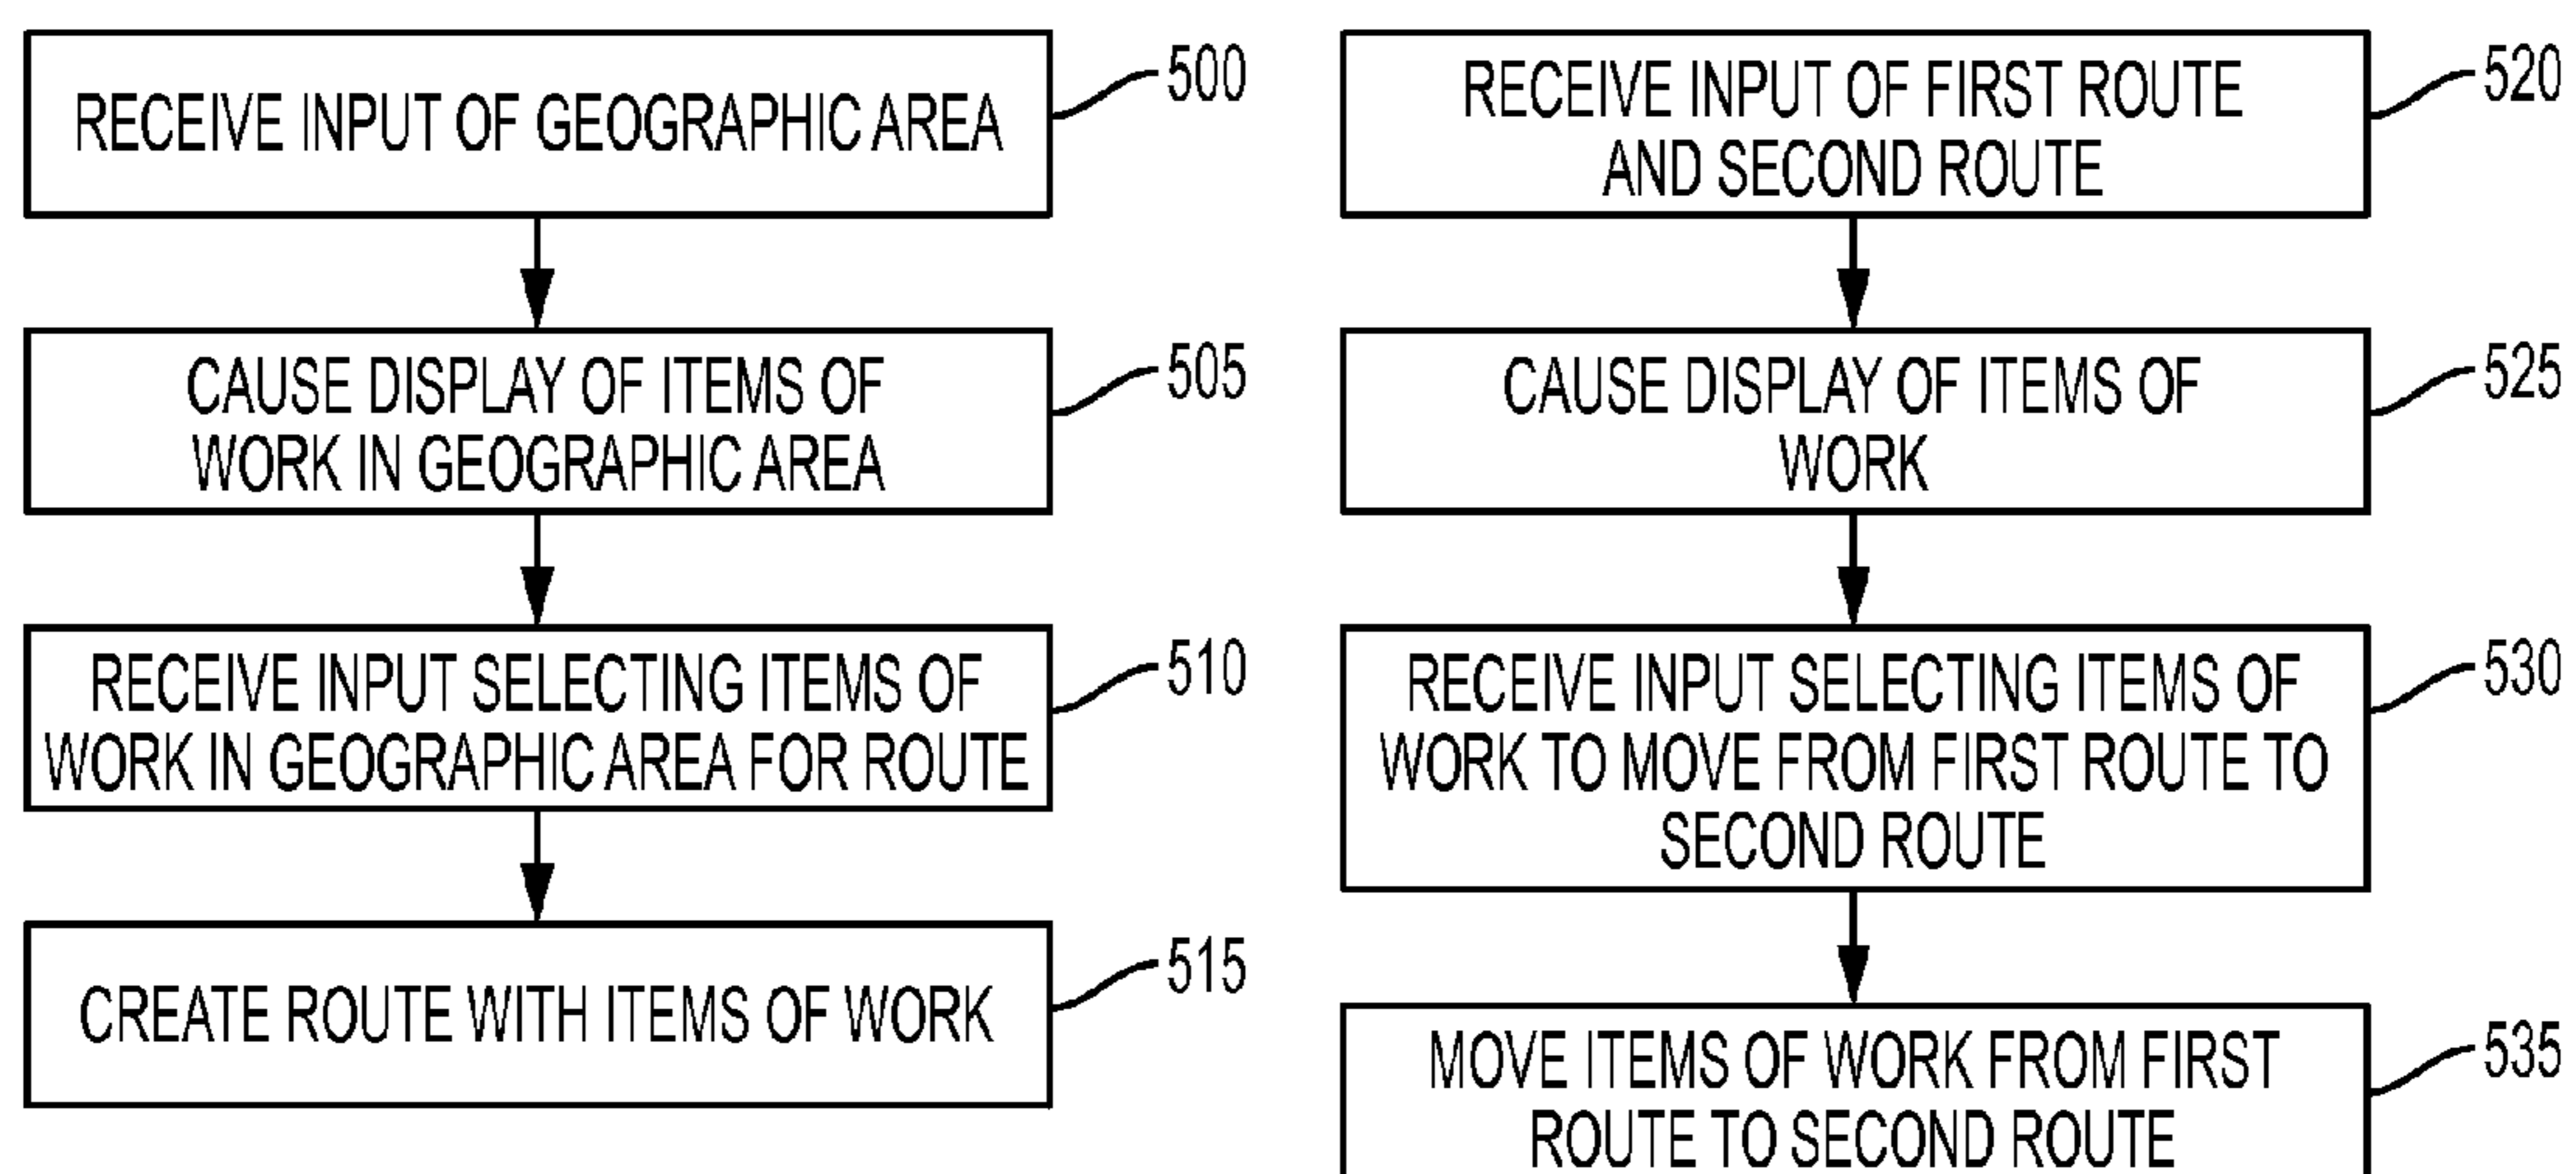 RECEIVE INPUT OF GEOGRAPHIC AREA
500
CAUSE DISPLAY OF ITEMS OF
WORK IN GEOGRAPHIC AREA
505
RECEIVE INPUT SELECTING ITEMS OF
WORK IN GEOGRAPHIC AREA FOR ROUTE
510
CREATE ROUTE WITH ITEMS OF WORK
515
RECEIVE INPUT OF FIRST ROUTE
AND SECOND ROUTE
520
CAUSE DISPLAY OF ITEMS OF
WORK
525
RECEIVE INPUT SELECTING ITEMS OF
WORK TO MOVE FROM FIRST ROUTE TO
SECOND ROUTE
530
MOVE ITEMS OF WORK FROM FIRST
ROUTE TO SECOND ROUTE
535